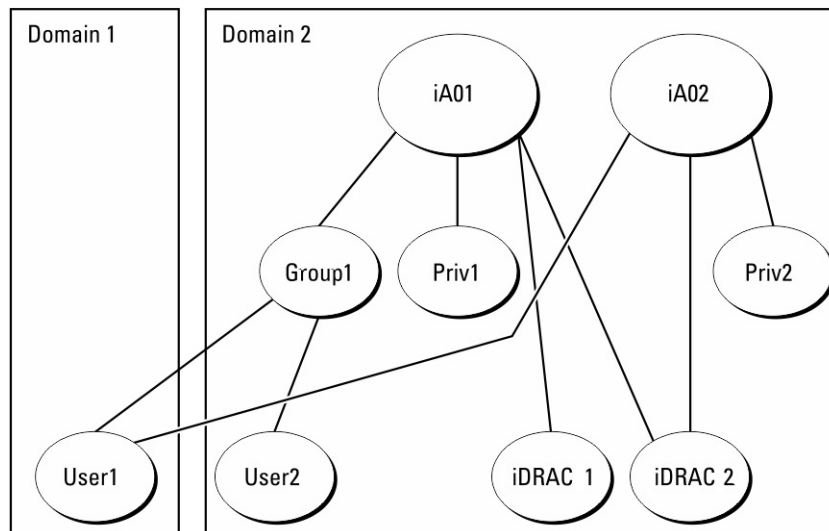 Domain 1
Domain 2
iA01
iA02
Group1
Priv1
Priv2
User1
User2
iDRAC 1
iDRAC 2